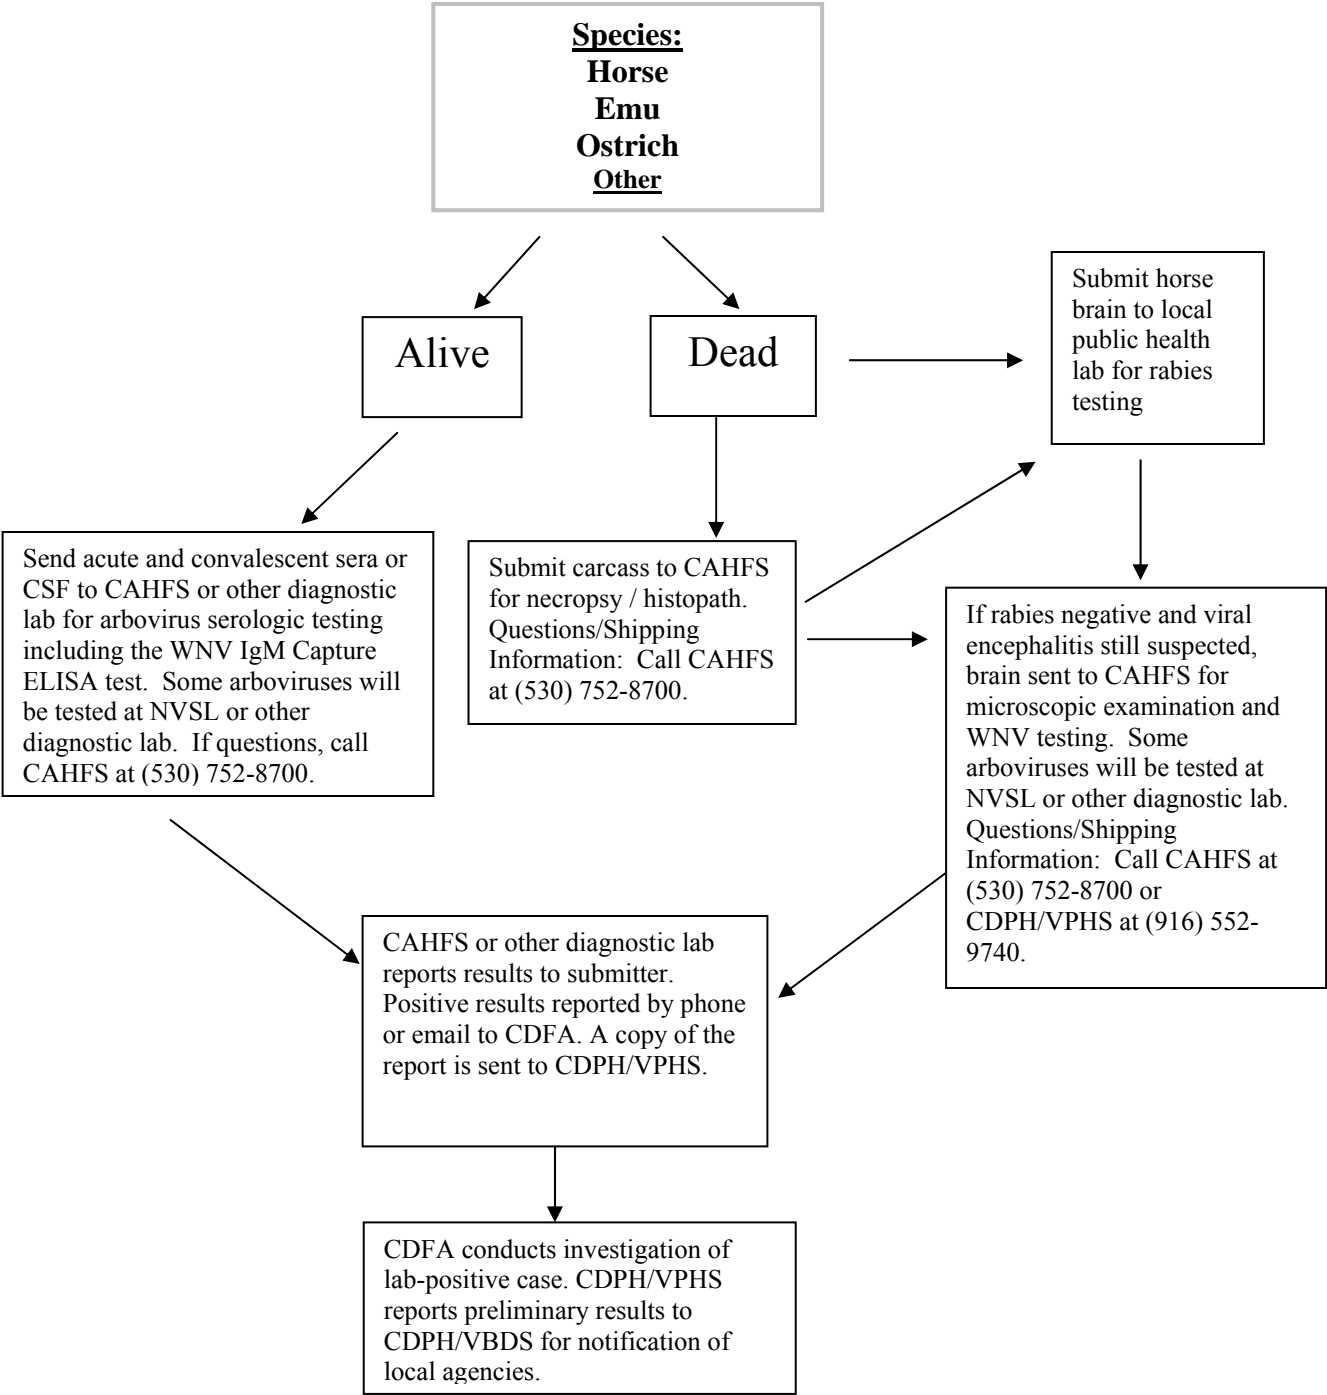 Species:
Horse
Emu
Ostrich
Other
Alive
Dead
Submit horse
brain to local
public health
lab for rabies
testing
Send acute and convalescent sera or
CSF to CAHFS or other diagnostic
lab for arbovirus serologic testing
including the WNV IgM Capture
ELISA test.  Some arboviruses will
be tested at NVSL or other
diagnostic lab.  If questions, call
CAHFS at (530) 752-8700.
Submit carcass to CAHFS
for necropsy / histopath.
Questions/Shipping
Information:  Call CAHFS
at (530) 752-8700.
If rabies negative and viral
encephalitis still suspected,
brain sent to CAHFS for
microscopic examination and
WNV testing.  Some
arboviruses will be tested at
NVSL or other diagnostic lab.
Questions/Shipping
Information:  Call CAHFS at
(530) 752-8700 or
CDPH/VPHS at (916) 552-
9740.
CAHFS or other diagnostic lab
reports results to submitter.
Positive results reported by phone
or email to CDFA. A copy of the
report is sent to CDPH/VPHS.
CDFA conducts investigation of
lab-positive case. CDPH/VPHS
reports preliminary results to
CDPH/VBDS for notification of
local agencies.